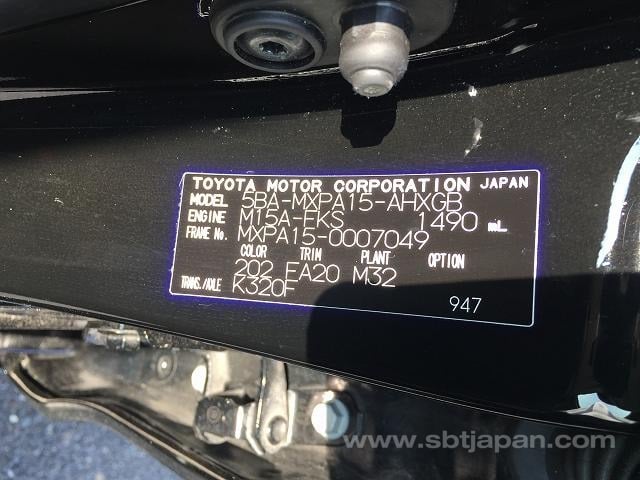 TOYOTA MOTOR CORPORATION JAPAN
MODEL 5BA-MXPA15-AHXGB
ENGINE M15A-FKS 1490 mL
FRAME No. MXPA15-0007049
COLOR TRIM PLANT OPTION
202 EA20 M32
TRANS./AXLE K320F
947
www.sbtjapan.com